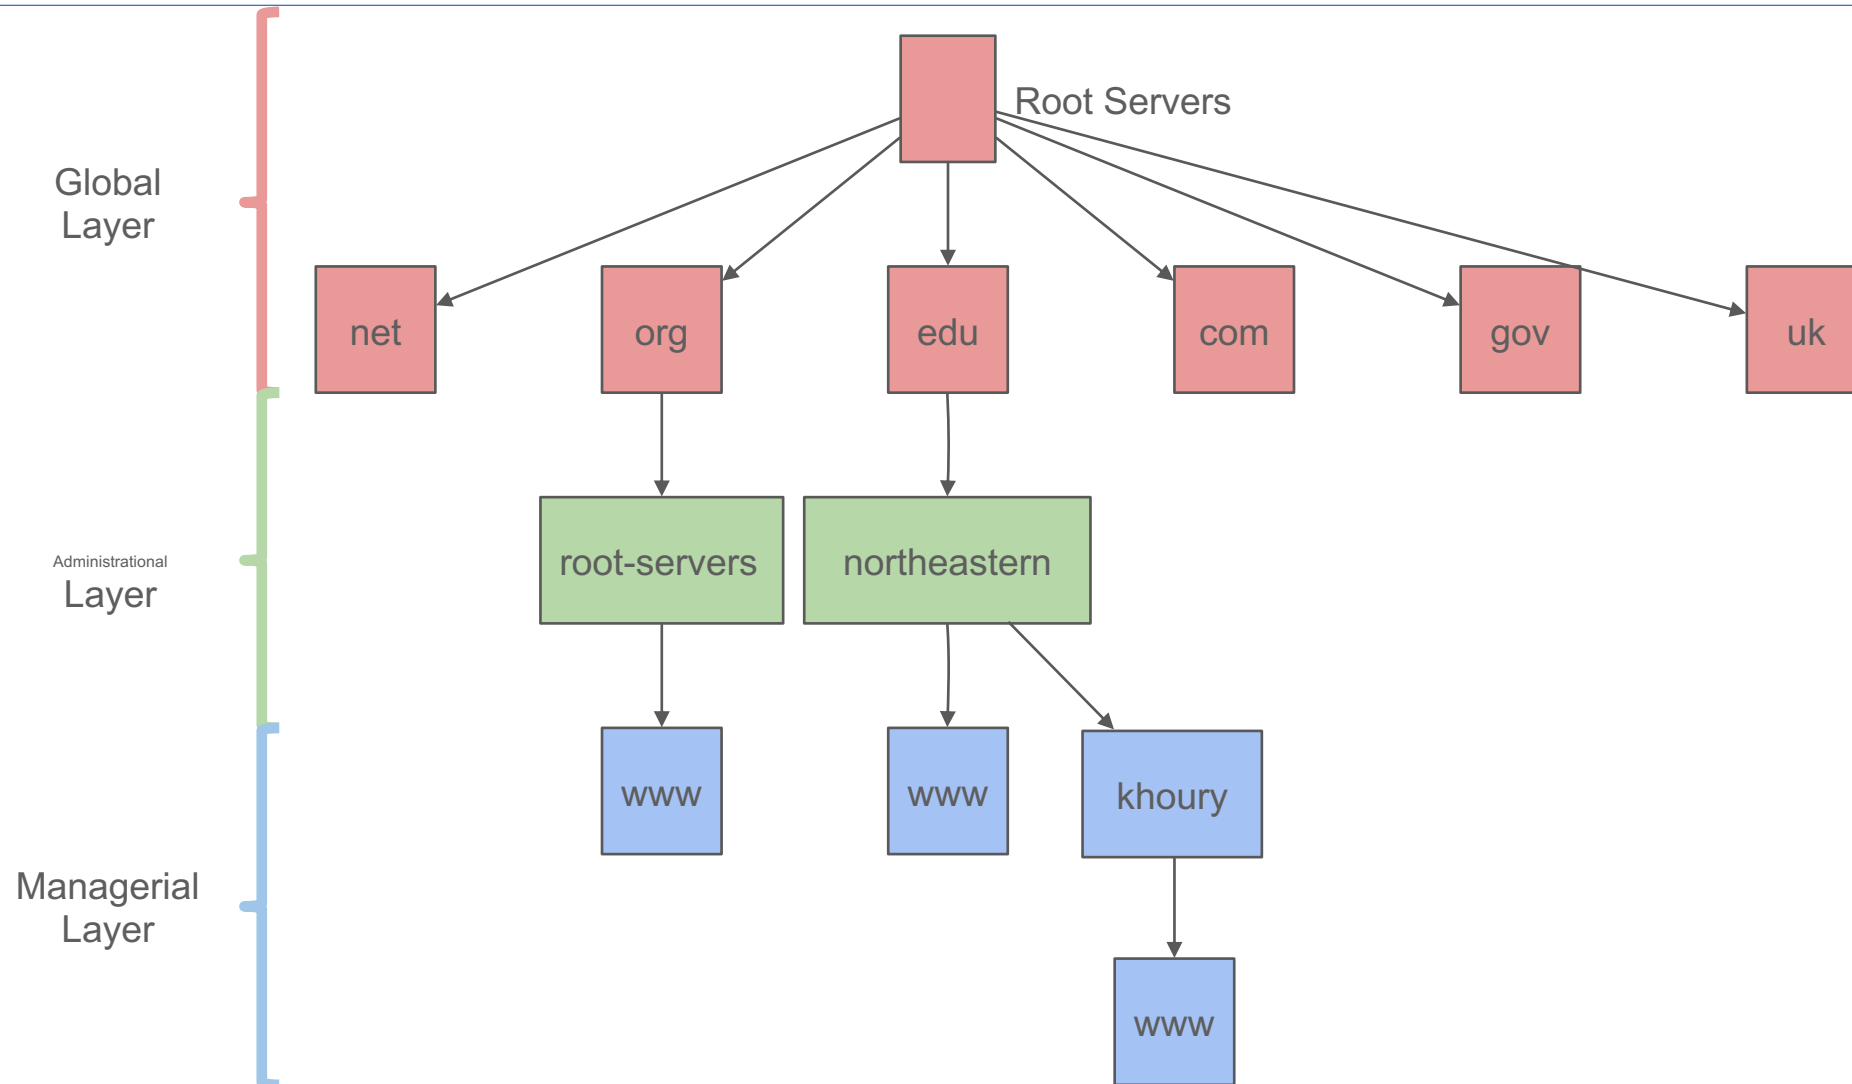 Root Servers
Global
Layer
net
org
edu
com
gov
uk
Administrational
Layer
root-servers
northeastern
www
www
khoury
Managerial
Layer
www